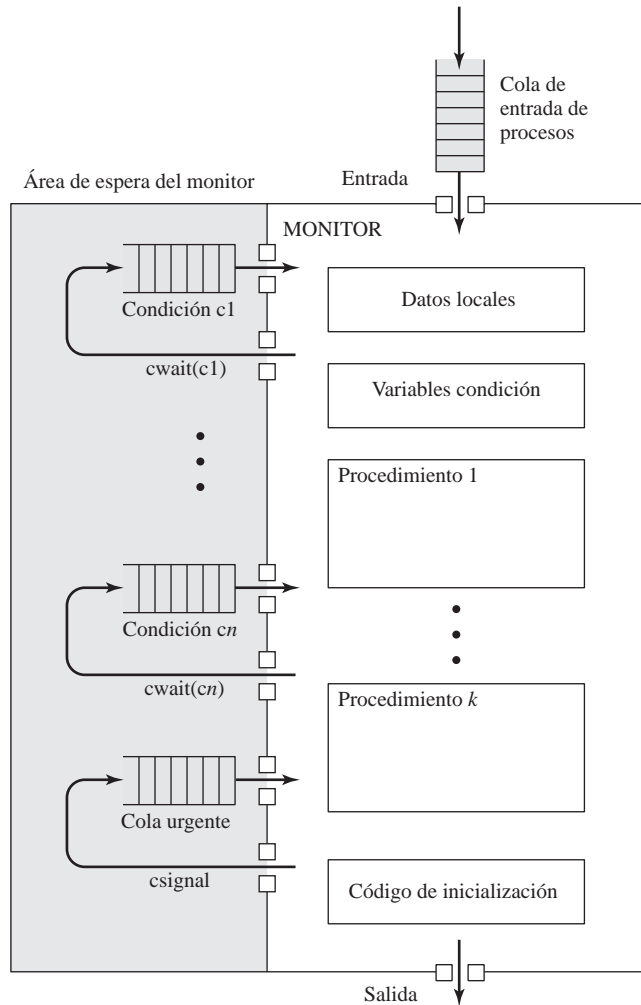 Cola de
entrada de
procesos
Área de espera del monitor
Entrada
MONITOR
Condición c1
Datos locales
cwait(c1)
Variables condición
Procedimiento 1
Condición cn
cwait(cn)
Procedimiento k
Cola urgente
csignal
Código de inicialización
Salida